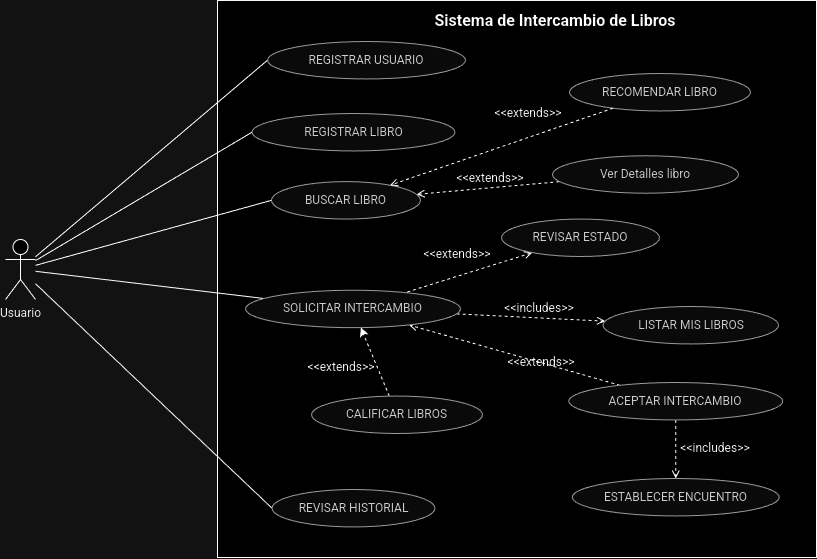 Sistema de Intercambio de Libros
REGISTRAR USUARIO
RECOMENDAR LIBRO
<<extends>>
REGISTRAR LIBRO
Ver Detalles libro
<<extends>>
BUSCAR LIBRO
REVISAR ESTADO
<<extends>>
Usuario
SOLICITAR INTERCAMBIO
<<includes>>
LISTAR MIS LIBROS
<<extends>>
<<extends>>
ACEPTAR INTERCAMBIO
CALIFICAR LIBROS
<<includes>>
ESTABLECER ENCUENTRO
REVISAR HISTORIAL